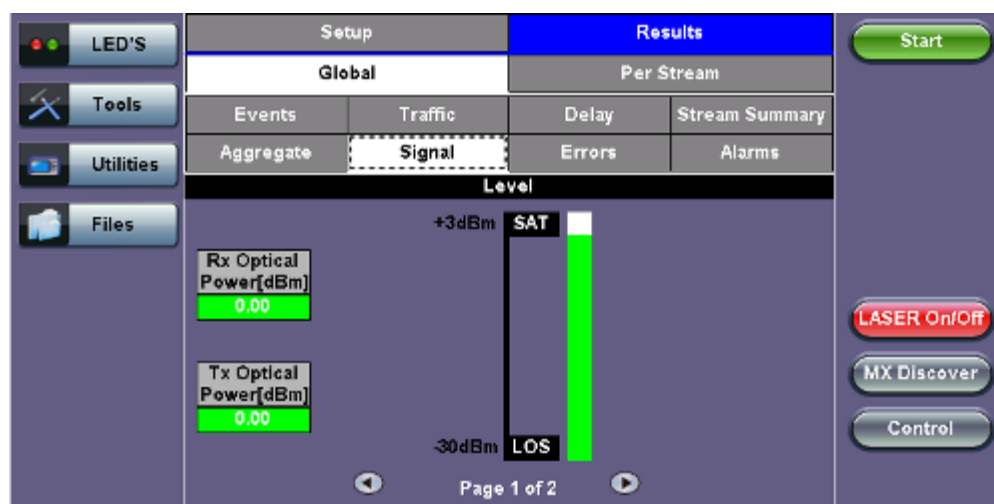 LED'S
Tools
Utilities
Files
Setup
Results
Global
Per Stream
Events
Traffic
Delay
Stream Summary
Aggregate
Signal
Errors
Alarms
Level
+3dBm
SAT
Rx Optical
Power[dBm]
0.00
Tx Optical
Power[dBm]
0.00
-30dBm
LOS
Page 1 of 2
Start
LASER On/Off
MX Discover
Control